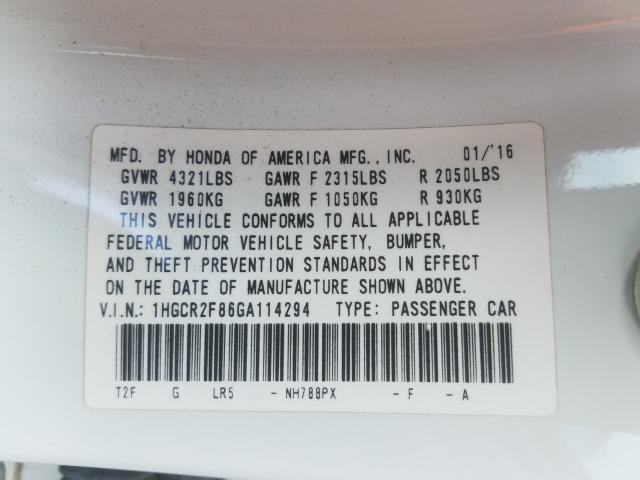 MFD. BY HONDA OF AMERICA MFG., INC. 01/'16
GVWR 4321LBS GAWR F 2315LBS R 2050LBS
GVWR 1960KG GAWR F 1050KG R 930KG
THIS VEHICLE CONFORMS TO ALL APPLICABLE
FEDERAL MOTOR VEHICLE SAFETY, BUMPER,
AND THEFT PREVENTION STANDARDS IN EFFECT
ON THE DATE OF MANUFACTURE SHOWN ABOVE.
V.I.N.: 1HGCR2F86GA114294 TYPE: PASSENGER CAR
T2F G LR5 - NH788PX - F - A